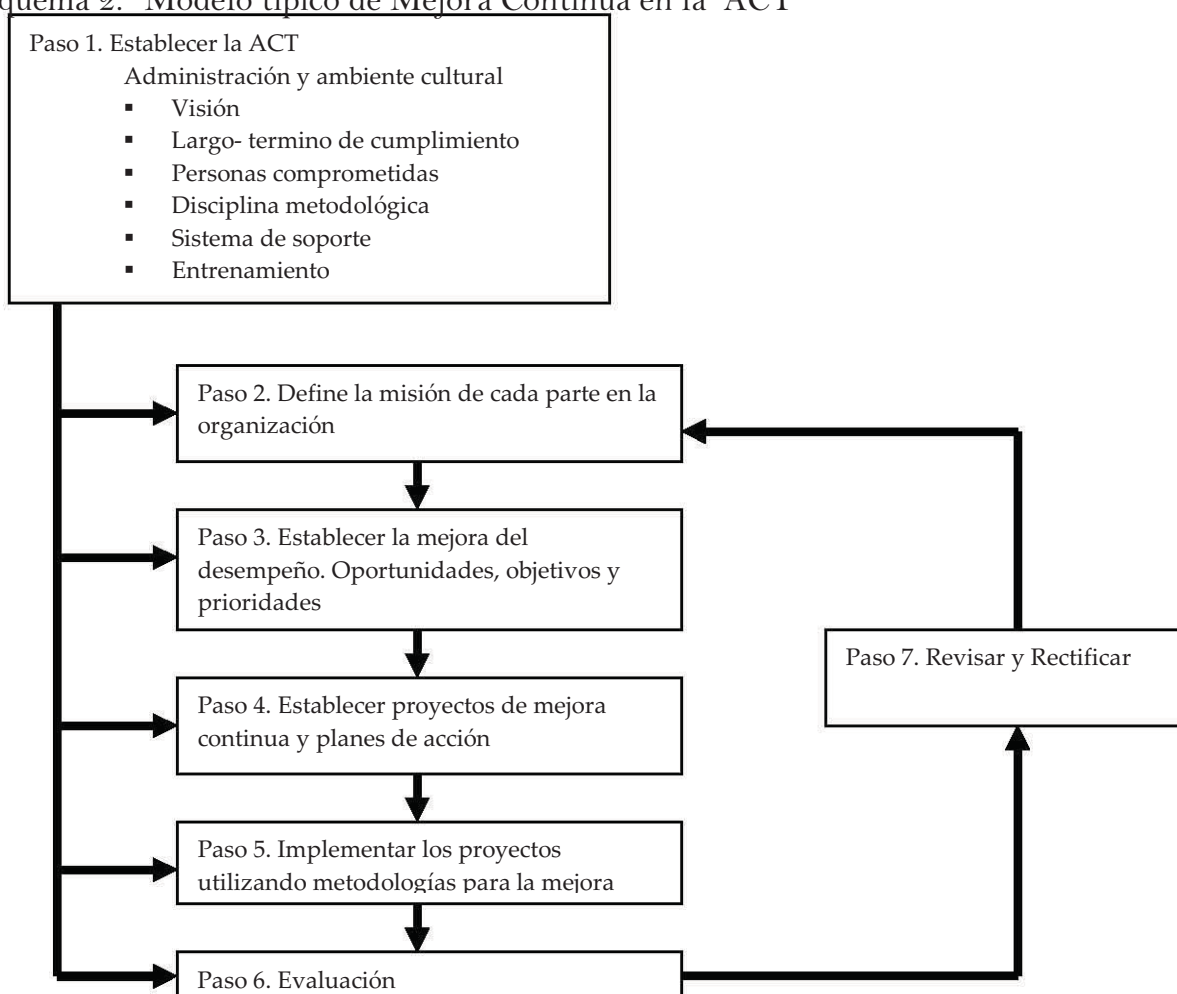 quema 2. Modelo típico de Mejora Continua en la ACT
Paso 1. Establecer la ACT
Administración y ambiente cultural
▪ Visión
▪ Largo- termino de cumplimiento
▪ Personas comprometidas
▪ Disciplina metodológica
▪ Sistema de soporte
▪ Entrenamiento
Paso 2. Define la misión de cada parte en la
organización
Paso 3. Establecer la mejora del
desempeño. Oportunidades, objetivos y
prioridades
Paso 4. Establecer proyectos de mejora
continua y planes de acción
Paso 5. Implementar los proyectos
utilizando metodologías para la mejora
Paso 6. Evaluación
Paso 7. Revisar y Rectificar